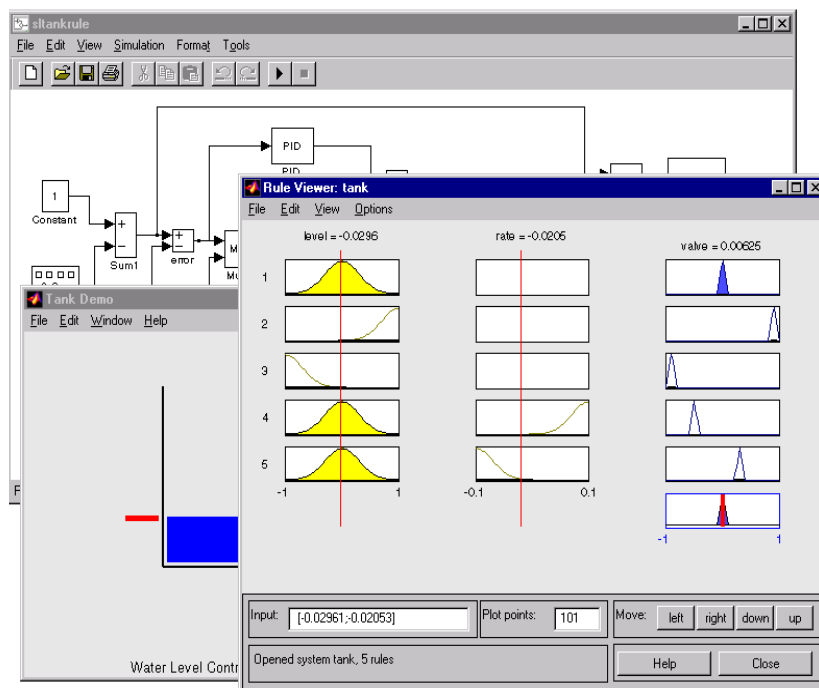 sltankrule
File Edit View Simulation Format Tools
PID
PID
1
Constant
+
−
Sum1
+
−
error
Rule Viewer: tank
File Edit View Options
level = -0.0296 rate = -0.0205 valve = 0.00625
1
2
3
4
5
-1 1 -0.1 0.1
-1 1
Input: [-0.02961;-0.02053] Plot points: 101 Move: left right down up
Opened system tank, 5 rules Help Close
Tank Demo
File Edit Window Help
Water Level Contr